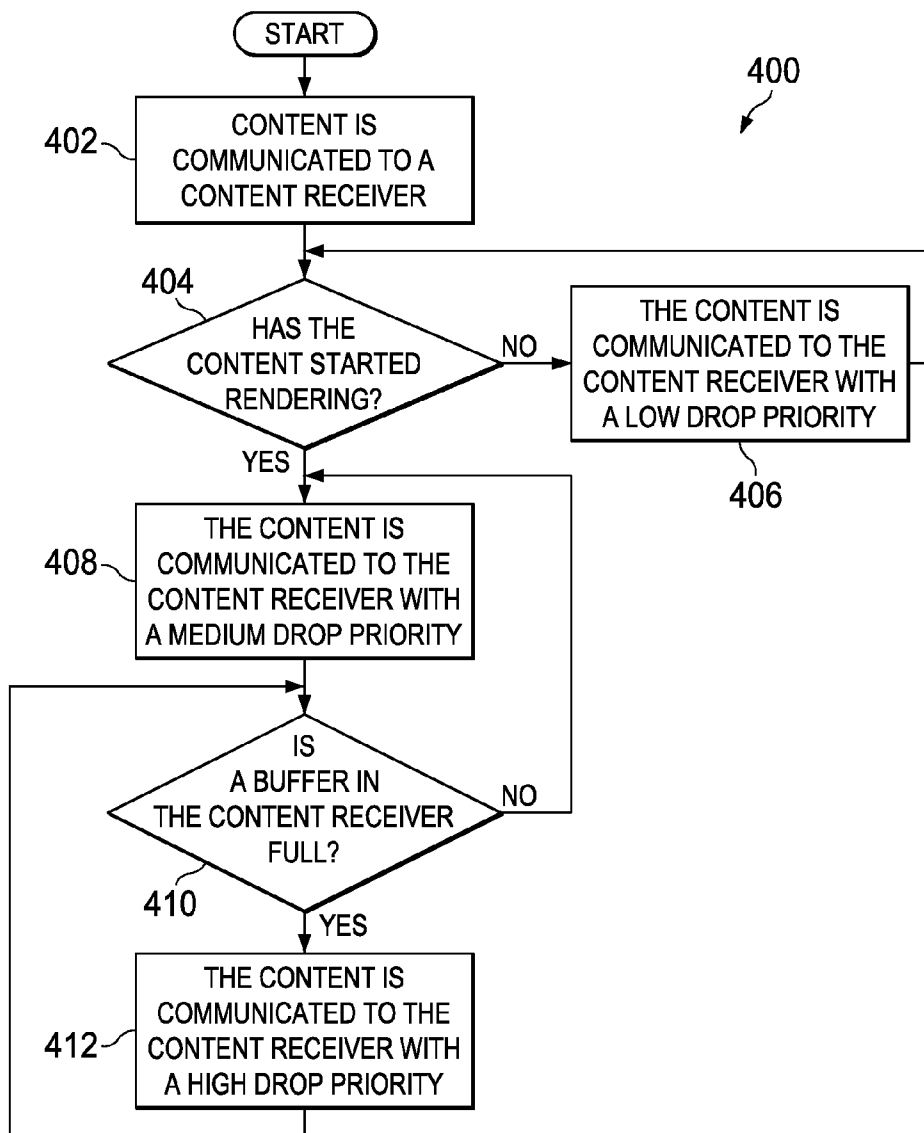 START
400
402
CONTENT IS
COMMUNICATED TO A
CONTENT RECEIVER
404
HAS THE
CONTENT STARTED
RENDERING?
NO
THE CONTENT IS
COMMUNICATED TO THE
CONTENT RECEIVER WITH
A LOW DROP PRIORITY
406
YES
408
THE CONTENT IS
COMMUNICATED TO THE
CONTENT RECEIVER WITH
A MEDIUM DROP PRIORITY
IS
A BUFFER IN
THE CONTENT RECEIVER
FULL?
NO
410
YES
412
THE CONTENT IS
COMMUNICATED TO THE
CONTENT RECEIVER WITH
A HIGH DROP PRIORITY